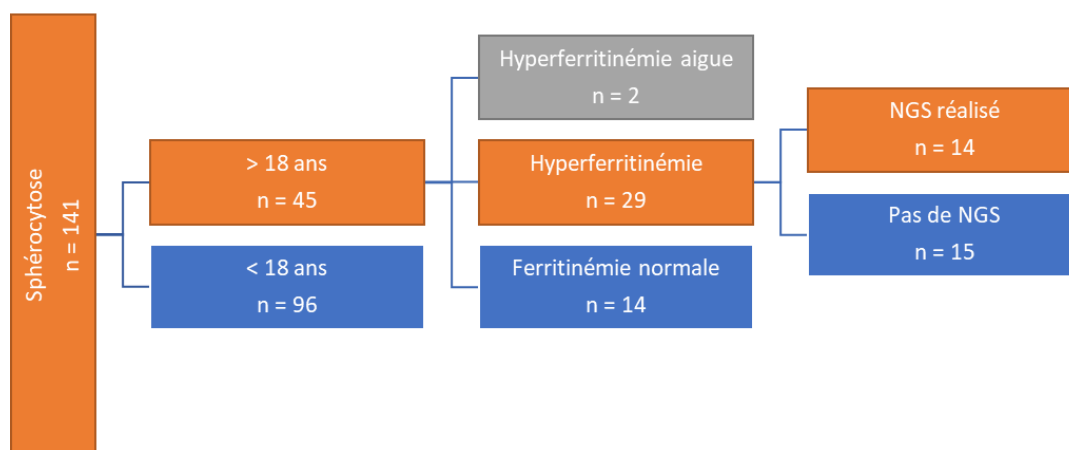 Sphérocytose
n = 141
> 18 ans
n = 45
< 18 ans
n = 96
Hyperferritinémie aigue
n = 2
Hyperferritinémie
n = 29
Ferritinémie normale
n = 14
NGS réalisé
n = 14
Pas de NGS
n = 15